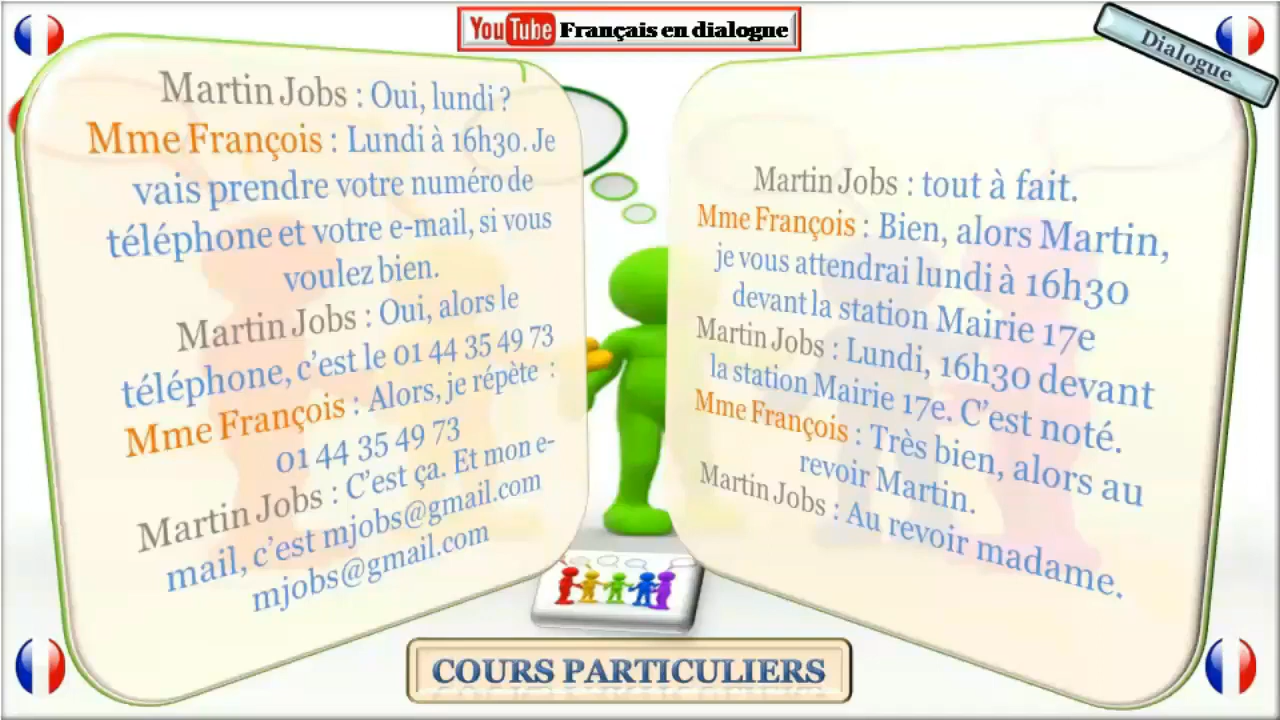 YouTube Français en dialogue
Dialogue
Martin Jobs : Oui, lundi ?
Mme François : Lundi à 16h30. Je
vais prendre votre numéro de
téléphone et votre e-mail, si vous
voulez bien.
Martin Jobs : Oui, alors le
téléphone, c’est le 01 44 35 49 73
Mme François : Alors, je répète :
01 44 35 49 73
Martin Jobs : C’est ça. Et mon e-
mail, c’est mjobs@gmail.com
mjobs@gmail.com
Martin Jobs : tout à fait.
Mme François : Bien, alors Martin,
je vous attendrai lundi à 16h30
devant la station Mairie 17e
Martin Jobs : Lundi, 16h30 devant
la station Mairie 17e. C’est noté.
Mme François : Très bien, alors au
revoir Martin.
Martin Jobs : Au revoir madame.
COURS PARTICULIERS